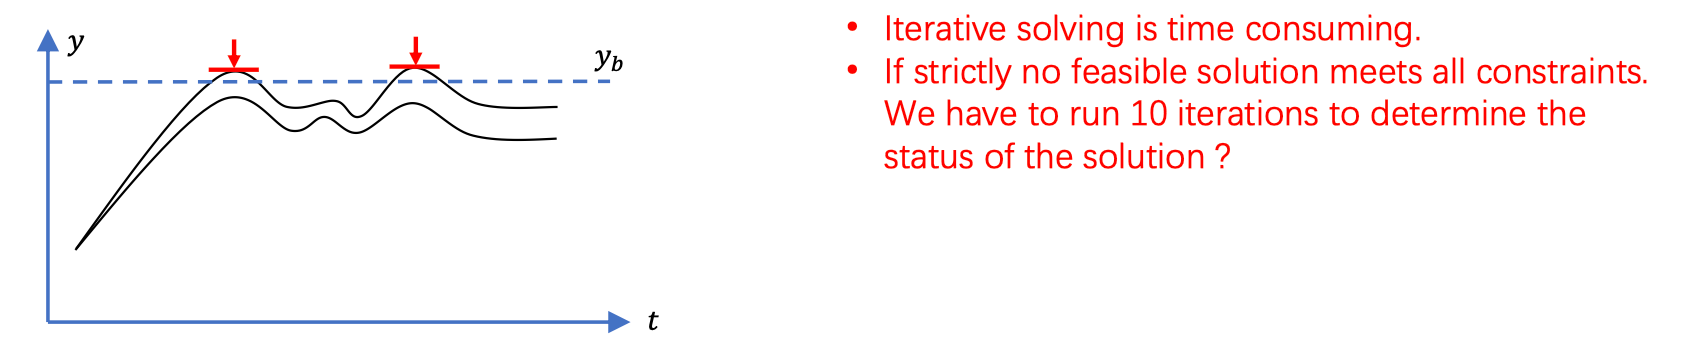 y
y_b
t
• Iterative solving is time consuming.
• If strictly no feasible solution meets all constraints.
We have to run 10 iterations to determine the
status of the solution ?